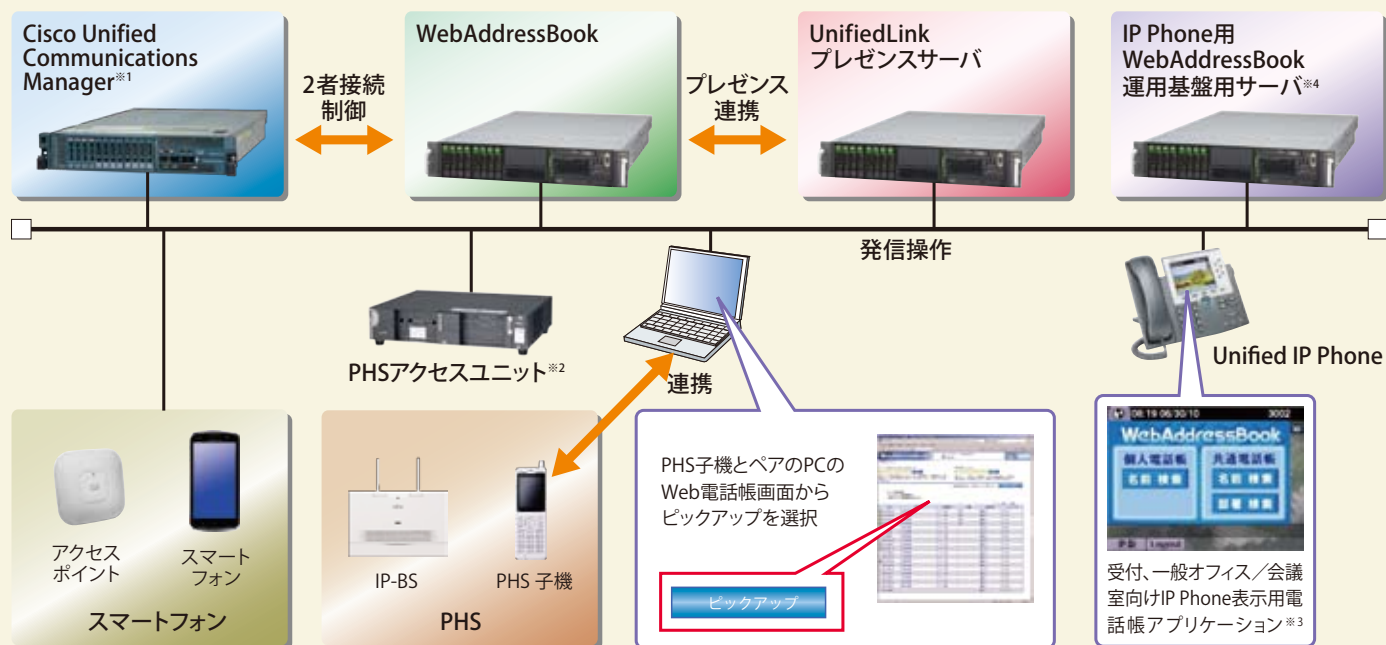 Cisco Unified
Communications
Manager※1
2者接続
制御
WebAddressBook
プレゼンス
連携
UnifiedLink
プレゼンスサーバ
IP Phone用
WebAddressBook
運用基盤用サーバ※4
発信操作
PHSアクセスユニット※2
連携
Unified IP Phone
アクセス
ポイント
スマート
フォン
スマートフォン
IP-BS
PHS 子機
PHS
PHS子機とペアのPCの
Web電話帳画面から
ピックアップを選択
ピックアップ
08:19 06/30/10
3002
WebAddressBook
個人電話帳
共通電話帳
名前 検索
名前 検索
部署 検索
受付、一般オフィス／会議
室向けIP Phone表示用電
話帳アプリケーション※3